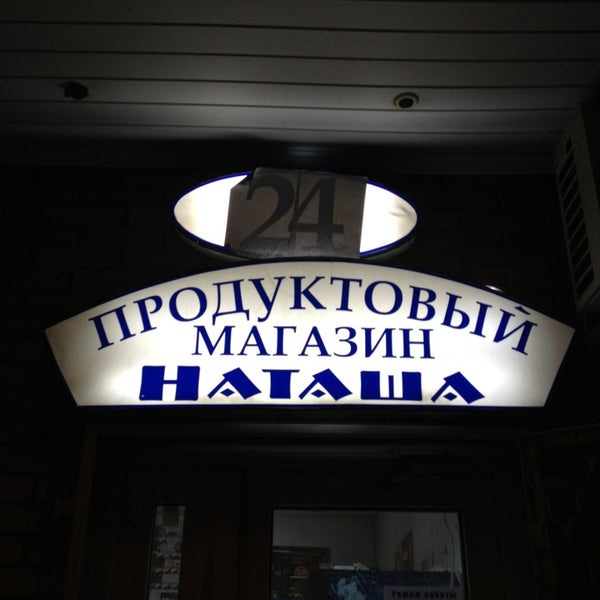 24
ПРОДУКТОВЫЙ
МАГАЗИН
НАТАША
Режим работы